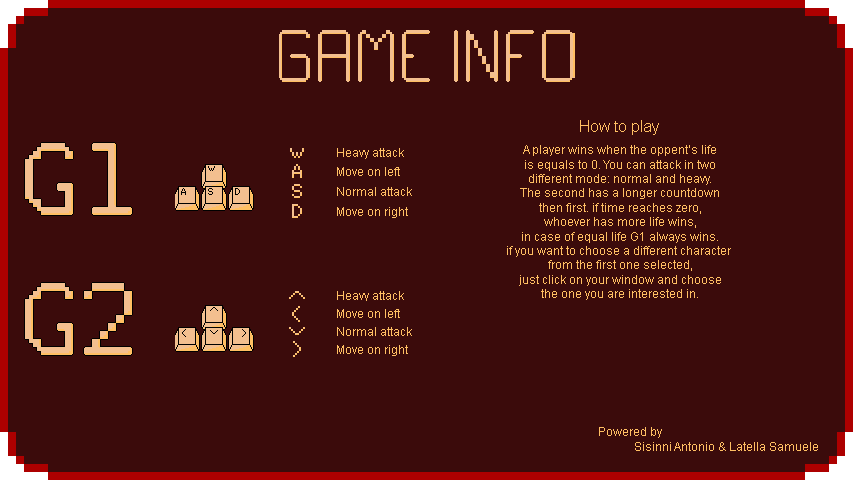 GAME INFO
G1
W
A S D
W Heavy attack
A Move on left
S Normal attack
D Move on right
G2
^
< ˅ >
^ Heavy attack
< Move on left
˅ Normal attack
> Move on right
How to play
A player wins when the oppent's life
is equals to 0. You can attack in two
different mode: normal and heavy.
The second has a longer countdown
then first. if time reaches zero,
whoever has more life wins,
in case of equal life G1 always wins.
if you want to choose a different character
from the first one selected,
just click on your window and choose
the one you are interested in.
Powered by
Sisinni Antonio & Latella Samuele